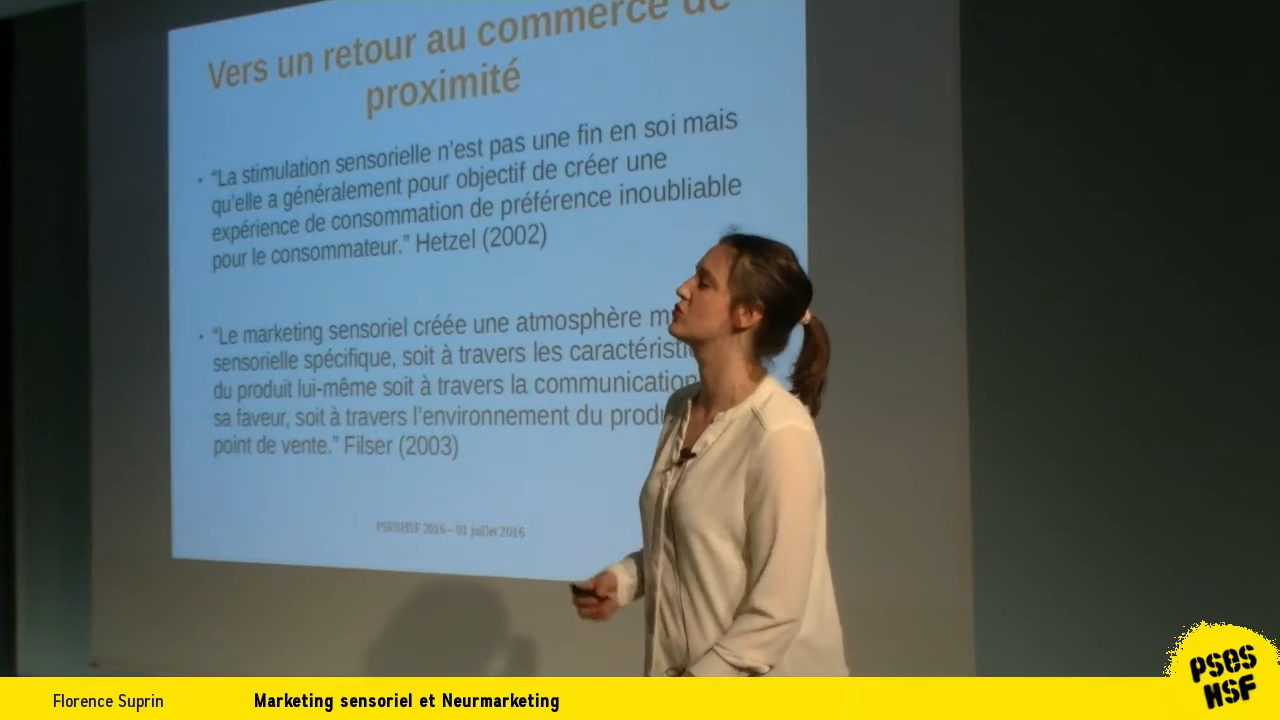 Vers un retour au commerce de
proximité
• “La stimulation sensorielle n’est pas une fin en soi mais
qu’elle a généralement pour objectif de créer une
expérience de consommation de préférence inoubliable
pour le consommateur.” Hetzel (2002)
• “Le marketing sensoriel créée une atmosphère
sensorielle spécifique, soit à travers les
du produit lui-même soit à travers la communication
sa faveur, soit à travers l’environnement du
point de vente.” Filser (2003)
PSESHSF 2016 – 01 juillet 2016
Florence Suprin
Marketing sensoriel et Neurmarketing
PSES
HSF